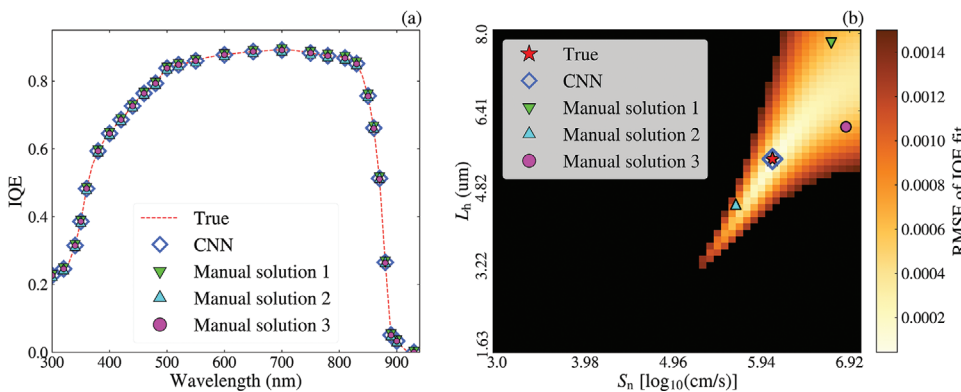 (a)
IQE
0.8
0.6
0.4
0.2
0.0
300 400 500 600 700 800 900
Wavelength (nm)
True
CNN
Manual solution 1
Manual solution 2
Manual solution 3
(b)
Lh (um)
8.0
6.41
4.82
3.22
1.63
3.0 3.98 4.96 5.94 6.92
Sn [log10(cm/s)]
True
CNN
Manual solution 1
Manual solution 2
Manual solution 3
0.0014
0.0012
0.0010
0.0008
0.0006
0.0004
0.0002
RMSE of IQE fit